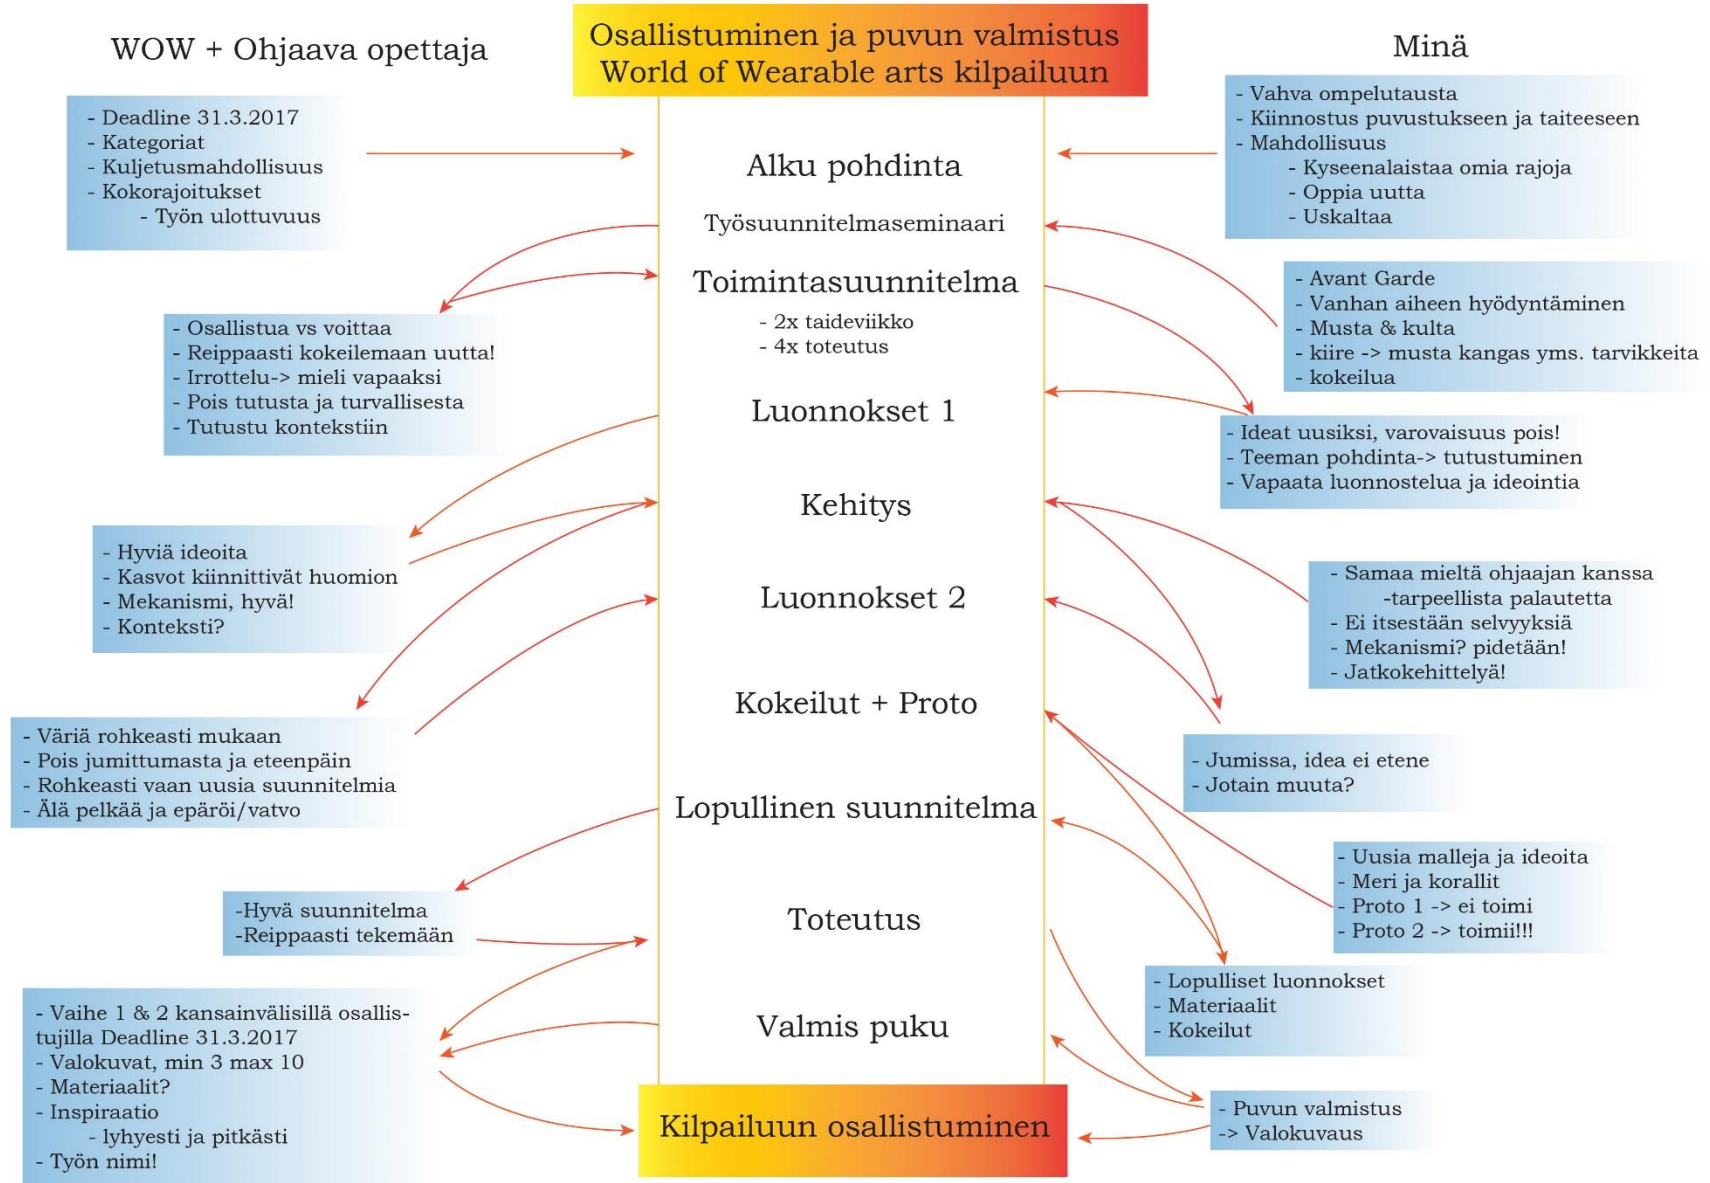 WOW + Ohjaava opettaja
Osallistuminen ja puvun valmistus
World of Wearable arts kilpailuun
Minä
- Deadline 31.3.2017
- Kategoriat
- Kuljetusmahdollisuus
- Kokorajoitukset
- Työn ulottuvuus
- Osallistua vs voittaa
- Reippaasti kokeilemaan uutta!
- Irrottelu-> mieli vapaaksi
- Pois tutusta ja turvallisesta
- Tutustu kontekstiin
- Hyviä ideoita
- Kasvot kiinnittivät huomion
- Mekanismi, hyvä!
- Konteksti?
- Väriä rohkeasti mukaan
- Pois jumittumasta ja eteenpäin
- Rohkeasti vaan uusia suunnitelmia
- Älä pelkää ja epäröi/vatvo
-Hyvä suunnitelma
-Reippaasti tekemään
- Vaihe 1 & 2 kansainvälisillä osallis-
tujilla Deadline 31.3.2017
- Valokuvat, min 3 max 10
- Materiaalit?
- Inspiraatio
- lyhyesti ja pitkästi
- Työn nimi!
Alku pohdinta
Työsuunnitelmaseminaari
Toimintasuunnitelma
- 2x taideviikko
- 4x toteutus
Luonnokset 1
Kehitys
Luonnokset 2
Kokeilut + Proto
Lopullinen suunnitelma
Toteutus
Valmis puku
Kilpailuun osallistuminen
- Vahva ompelutausta
- Kiinnostus puvustukseen ja taiteeseen
- Mahdollisuus
- Kyseenalaistaa omia rajoja
- Oppia uutta
- Uskaltaa
- Avant Garde
- Vanhan aiheen hyödyntäminen
- Musta & kulta
- kiire -> musta kangas yms. tarvikkeita
- kokeilua
- Ideat uusiksi, varovaisuus pois!
- Teeman pohdinta-> tutustuminen
- Vapaata luonnostelua ja ideointia
- Samaa mieltä ohjaajan kanssa
-tarpeellista palautetta
- Ei itsestään selvyyksiä
- Mekanismi? pidetään!
- Jatkokehittelyä!
- Jumissa, idea ei etene
- Jotain muuta?
- Uusia malleja ja ideoita
- Meri ja korallit
- Proto 1 -> ei toimi
- Proto 2 -> toimii!!!
- Lopulliset luonnokset
- Materiaalit
- Kokeilut
- Puvun valmistus
-> Valokuvaus